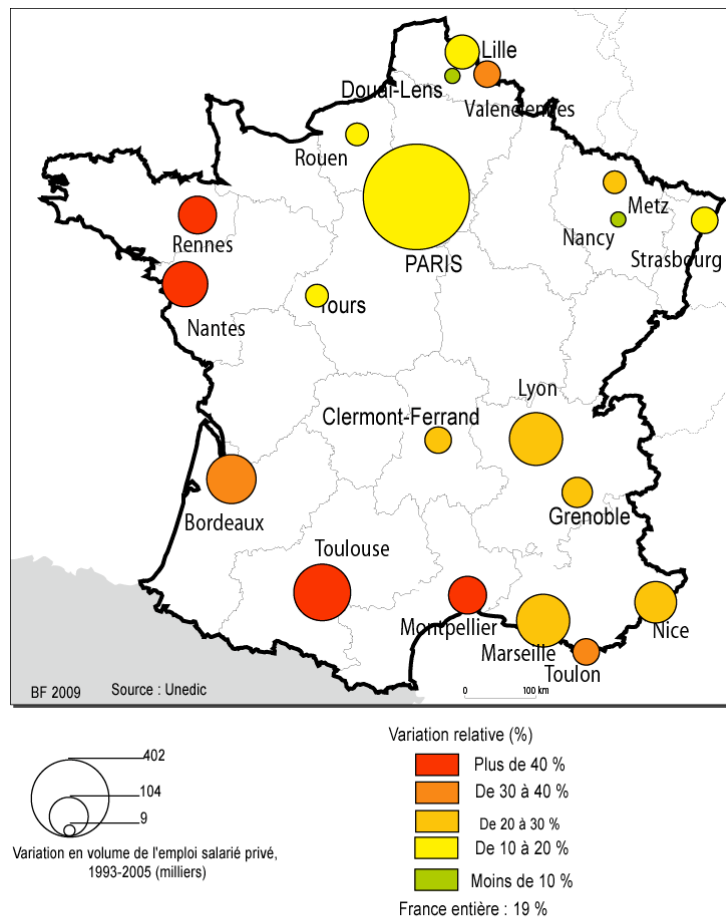 Lille
Douai-Lens
Valenciennes
Rouen
Metz
Nancy
Strasbourg
PARIS
Rennes
Nantes
Tours
Lyon
Clermont-Ferrand
Grenoble
Bordeaux
Toulouse
Montpellier
Marseille
Nice
Toulon
BF 2009 Source : Unedic
0 100 km
402
104
9
Variation en volume de l'emploi salarié privé,
1993-2005 (milliers)
Variation relative (%)
Plus de 40 %
De 30 à 40 %
De 20 à 30 %
De 10 à 20 %
Moins de 10 %
France entière : 19 %